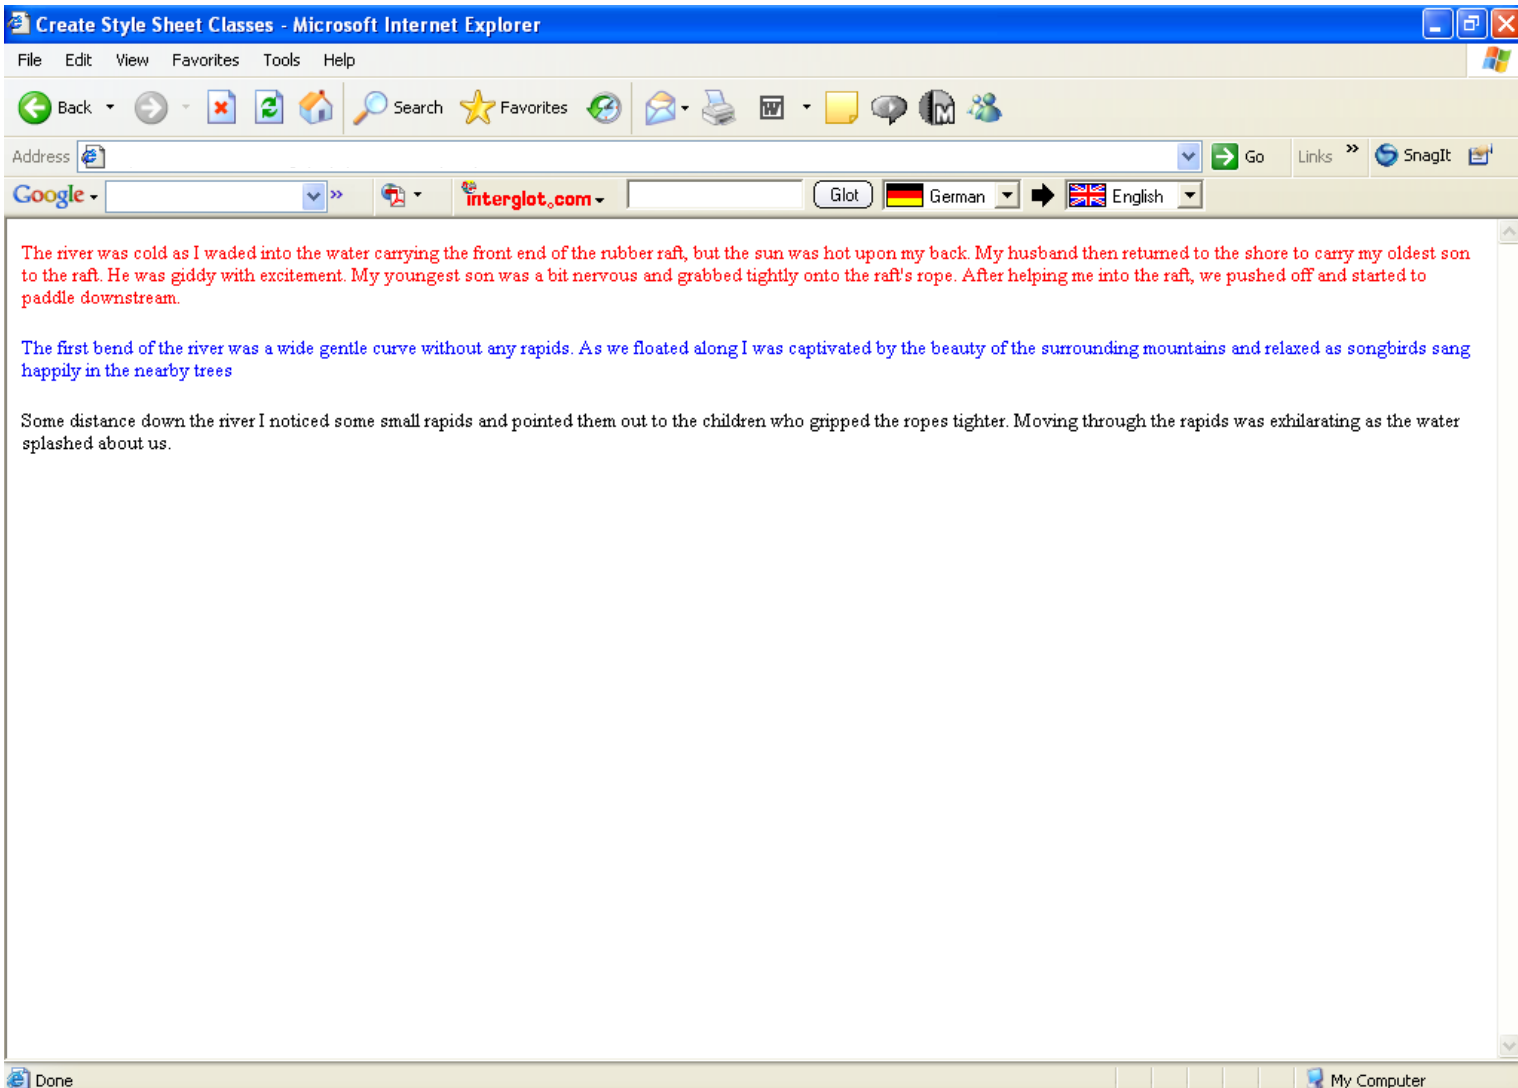 Create Style Sheet Classes - Microsoft Internet Explorer
File Edit View Favorites Tools Help
Back Search Favorites
Address Go Links » SnagIt
Google » interglot.com Glot German English
The river was cold as I waded into the water carrying the front end of the rubber raft, but the sun was hot upon my back. My husband then returned to the shore to carry my oldest son
to the raft. He was giddy with excitement. My youngest son was a bit nervous and grabbed tightly onto the raft's rope. After helping me into the raft, we pushed off and started to
paddle downstream.
The first bend of the river was a wide gentle curve without any rapids. As we floated along I was captivated by the beauty of the surrounding mountains and relaxed as songbirds sang
happily in the nearby trees
Some distance down the river I noticed some small rapids and pointed them out to the children who gripped the ropes tighter. Moving through the rapids was exhilarating as the water
splashed about us.
Done My Computer